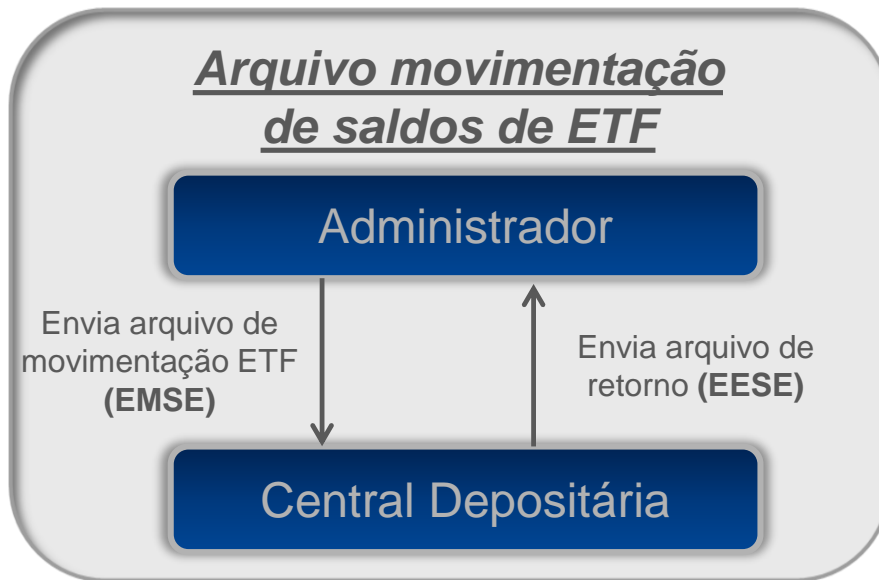 Arquivo movimentação
de saldos de ETF
Administrador
Envia arquivo de
movimentação ETF
(EMSE)
Envia arquivo de
retorno (EESE)
Central Depositária